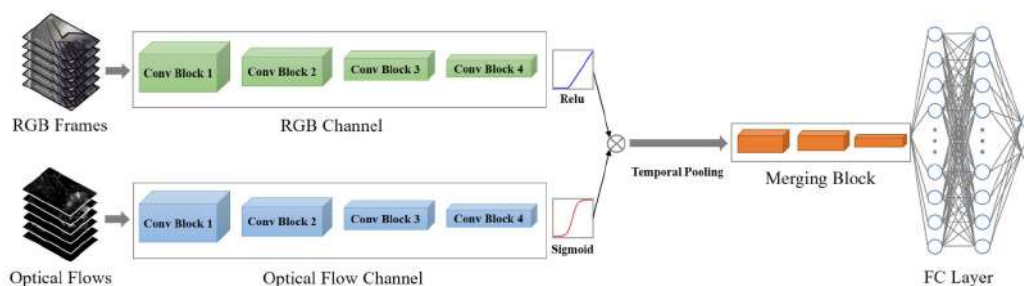 Conv Block 1
Conv Block 2
Conv Block 3
Conv Block 4
Relu
RGB Frames
RGB Channel
Temporal Pooling
Merging Block
Conv Block 1
Conv Block 2
Conv Block 3
Conv Block 4
Sigmoid
Optical Flows
Optical Flow Channel
FC Layer